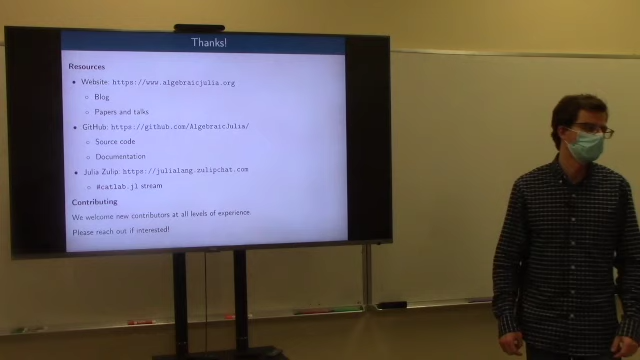 Thanks!
Resources
• Website: https://www.algebraicjulia.org
◦ Blog
◦ Papers and talks
• GitHub: https://github.com/AlgebraicJulia/
◦ Source code
◦ Documentation
• Julia Zulip: https://julialang.zulipchat.com
◦ #catlab.jl stream
Contributing
We welcome new contributors at all levels of experience.
Please reach out if interested!